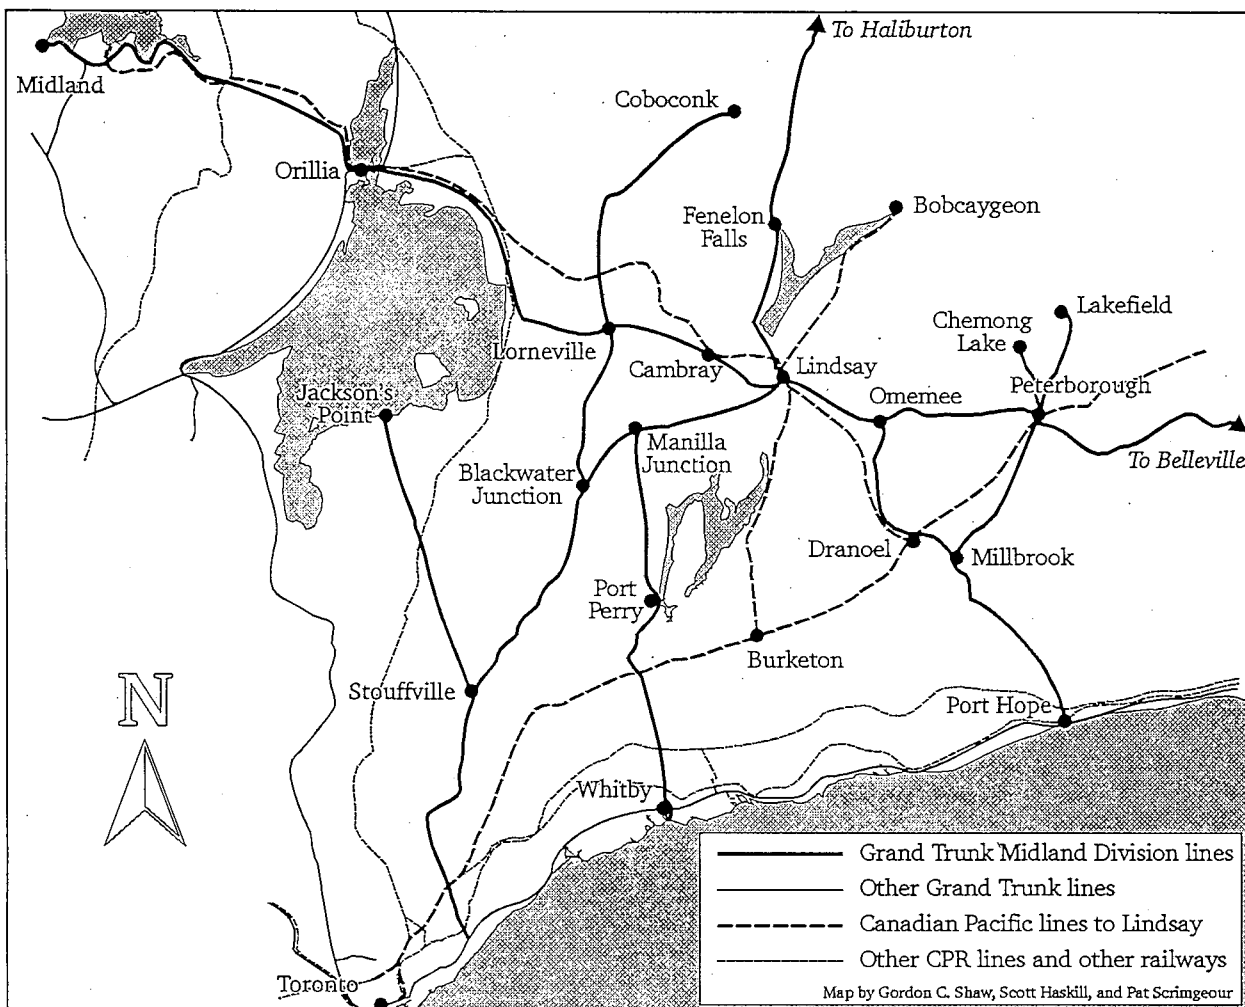 To Haliburton
Midland
Coboconk
Orillia
Fenelon
Falls
Bobcaygeon
Lakefield
Chemong
Lake
Lorneville
Cambray
Lindsay
Peterborough
Omemee
Jackson's
Point
Manilla
Junction
To Belleville
Blackwater
Junction
Dranoel
Millbrook
Port
Perry
Burketon
N
Stouffville
Port Hope
Whitby
Toronto
Grand Trunk Midland Division lines
Other Grand Trunk lines
Canadian Pacific lines to Lindsay
Other CPR lines and other railways
Map by Gordon C. Shaw, Scott Haskill, and Pat Scrimgeour